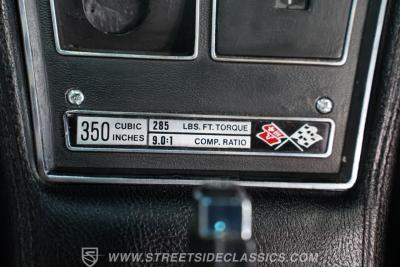 350 CUBIC INCHES
285 LBS. FT. TORQUE
9.0:1 COMP. RATIO
WWW.STREETSIDECLASSICS.COM